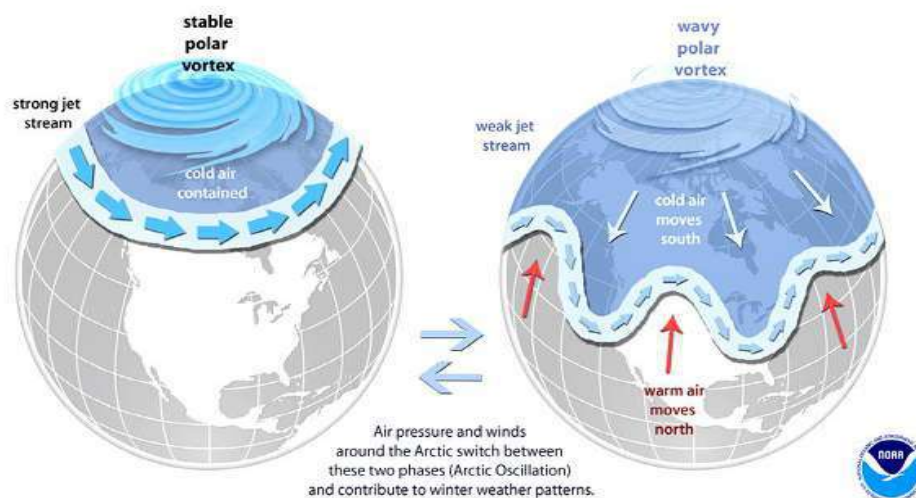 stable
polar
vortex
strong jet
stream
cold air
contained
wavy
polar
vortex
weak jet
stream
cold air
moves
south
warm air
moves
north
Air pressure and winds
around the Arctic switch between
these two phases (Arctic Oscillation)
and contribute to winter weather patterns.
NOAA